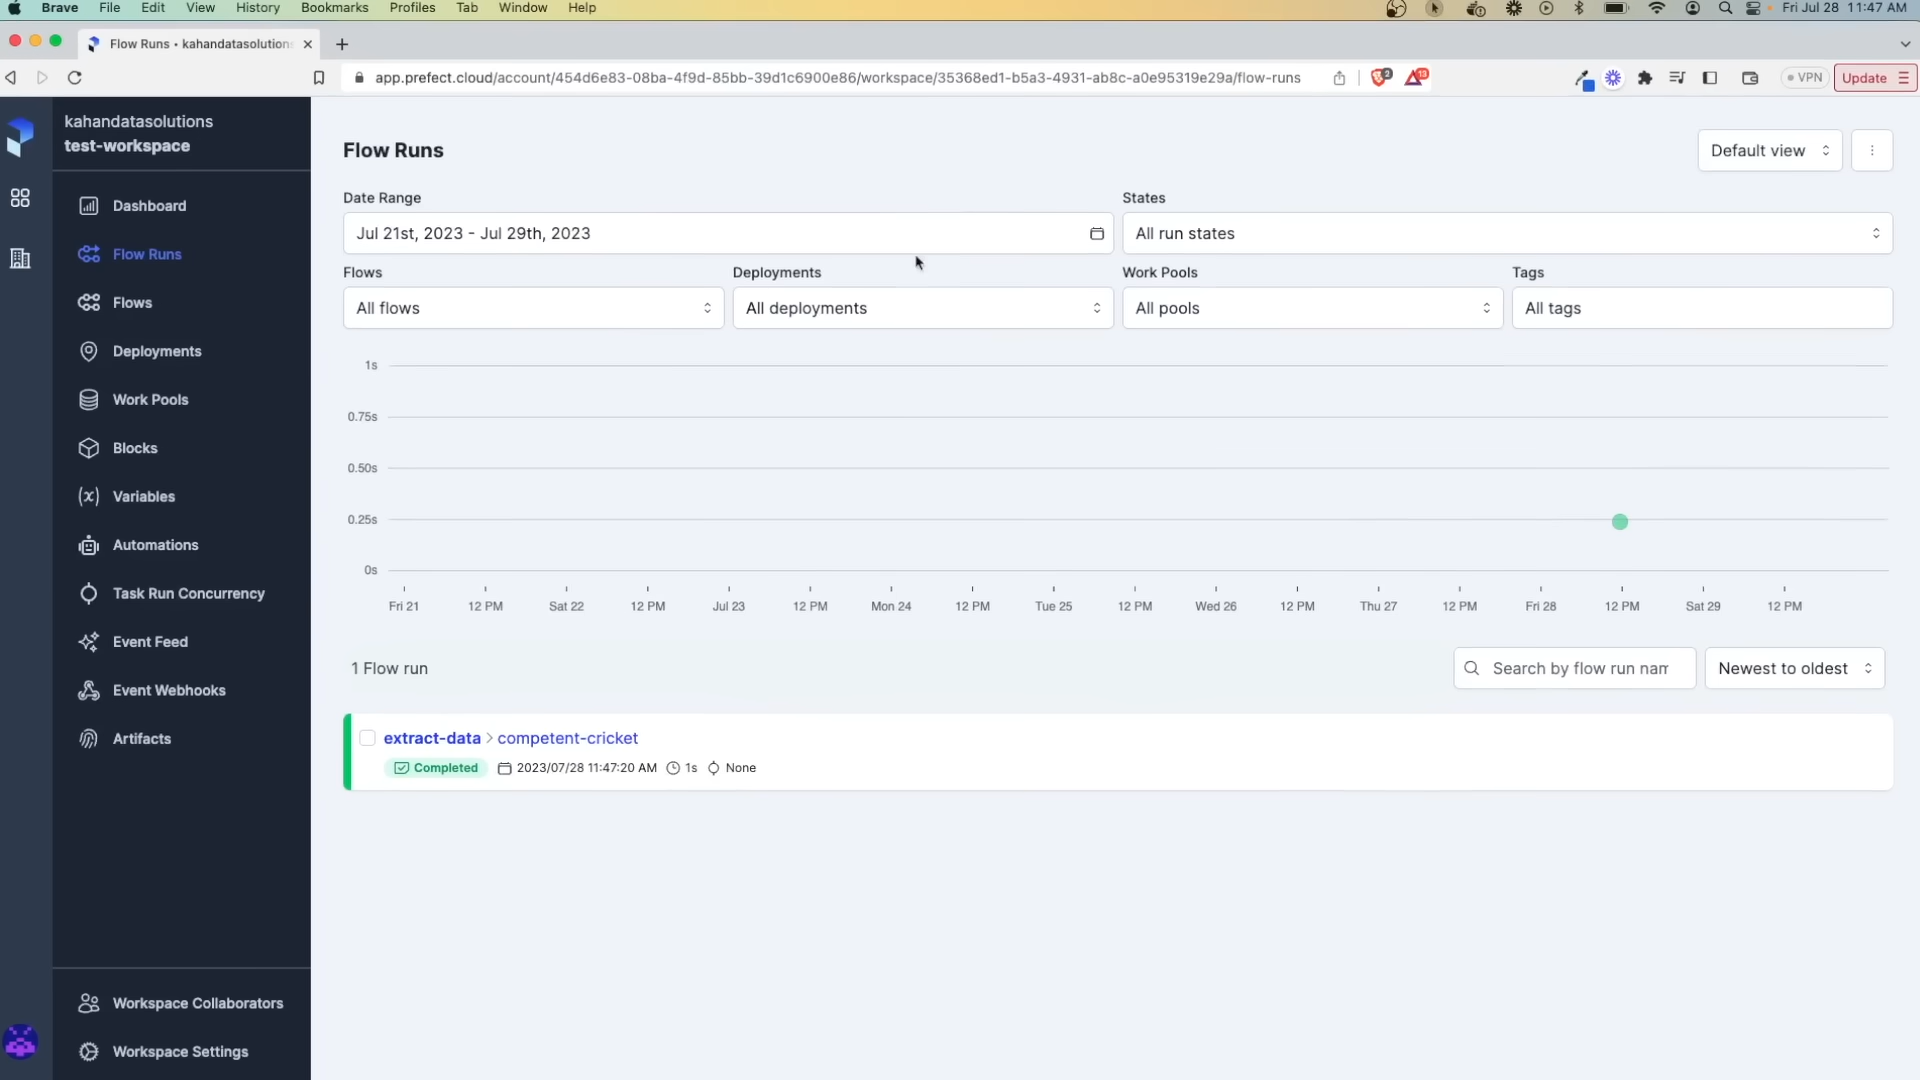 Brave File Edit View History Bookmarks Profiles Tab Window Help Fri Jul 28 11:47 AM
Flow Runs • kahandatasolutions
app.prefect.cloud/account/454d6e83-08ba-4f9d-85bb-39d1c6900e86/workspace/35368ed1-b5a3-4931-ab8c-a0e95319e29a/flow-runs 2 13 VPN Update
kahandatasolutions
test-workspace
Dashboard
Flow Runs
Flows
Deployments
Work Pools
Blocks
(x) Variables
Automations
Task Run Concurrency
Event Feed
Event Webhooks
Artifacts
Workspace Collaborators
Workspace Settings
Flow Runs
Default view
Date Range States
Jul 21st, 2023 - Jul 29th, 2023 All run states
Flows Deployments Work Pools Tags
All flows All deployments All pools All tags
1s
0.75s
0.50s
0.25s
0s
Fri 21 12 PM Sat 22 12 PM Jul 23 12 PM Mon 24 12 PM Tue 25 12 PM Wed 26 12 PM Thu 27 12 PM Fri 28 12 PM Sat 29 12 PM
1 Flow run Search by flow run nam Newest to oldest
extract-data > competent-cricket
Completed 2023/07/28 11:47:20 AM 1s None